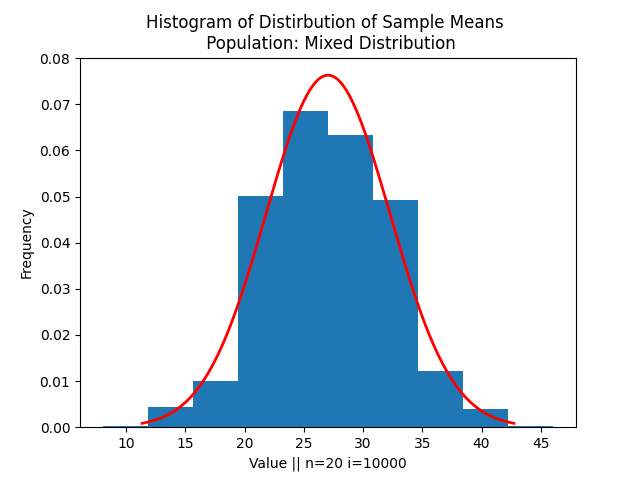 Histogram of Distirbution of Sample Means
Population: Mixed Distribution
0.08
0.07
0.06
0.05
0.04
0.03
0.02
0.01
0.00
Frequency
10 15 20 25 30 35 40 45
Value || n=20 i=10000